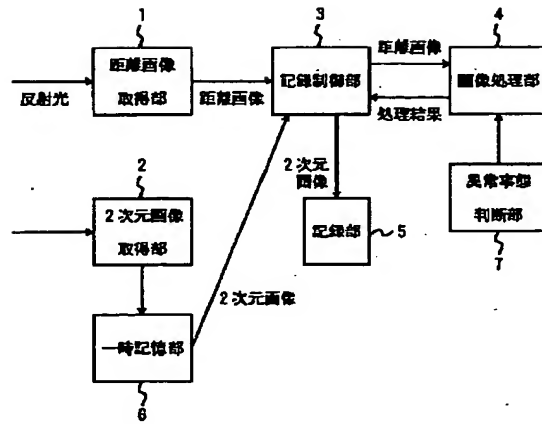 1
3
4
距離画像
取得部
記録制御部
画像処理部
反射光
距離画像
距離画像
処理結果
2
2次元画像
取得部
2次元
画像
記録部
5
異常事態
判断部
7
2次元画像
一時記憶部
6